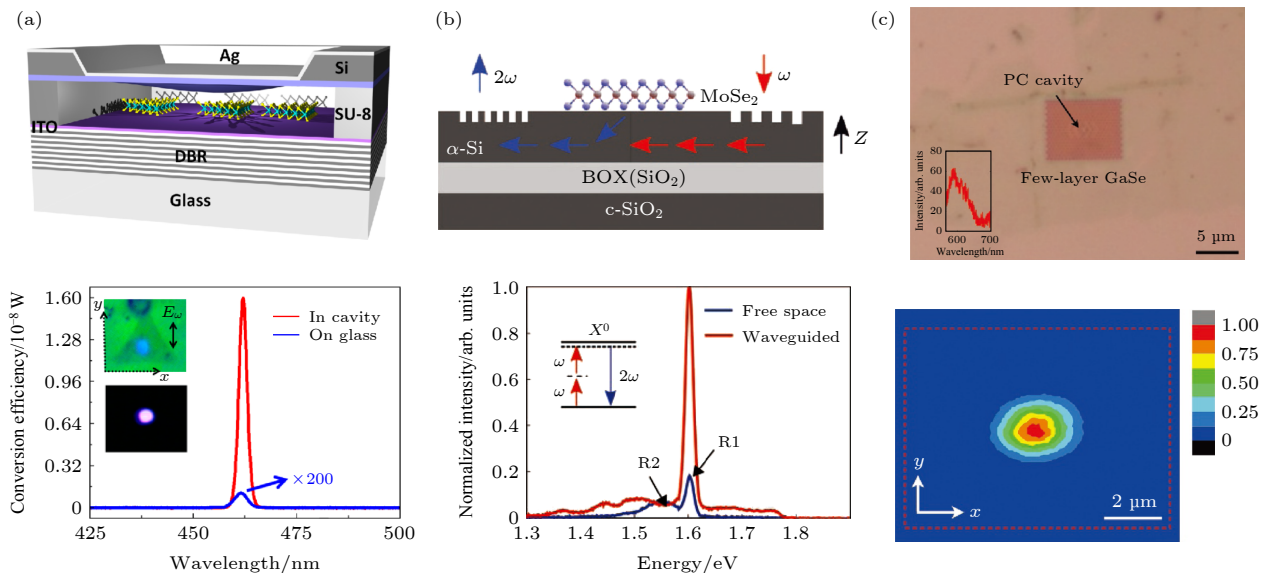 (a)
Ag
Si
SU-8
ITO
DBR
Glass
Conversion efficiency/10⁻⁸ W
1.60
1.28
0.96
0.64
0.32
0
425
450
475
500
Wavelength/nm
y
x
Eω
In cavity
On glass
×200
(b)
2ω
ω
MoSe₂
Z
α-Si
BOX(SiO₂)
c-SiO₂
Normalized intensity/arb. units
1.0
0.8
0.6
0.4
0.2
0
1.3
1.4
1.5
1.6
1.7
1.8
Energy/eV
X⁰
ω
ω
2ω
Free space
Waveguided
R2
R1
(c)
PC cavity
Few-layer GaSe
5 µm
Intensity/arb. units
80
60
40
20
0
600
700
Wavelength/nm
1.00
0.75
0.50
0.25
0
y
x
2 µm